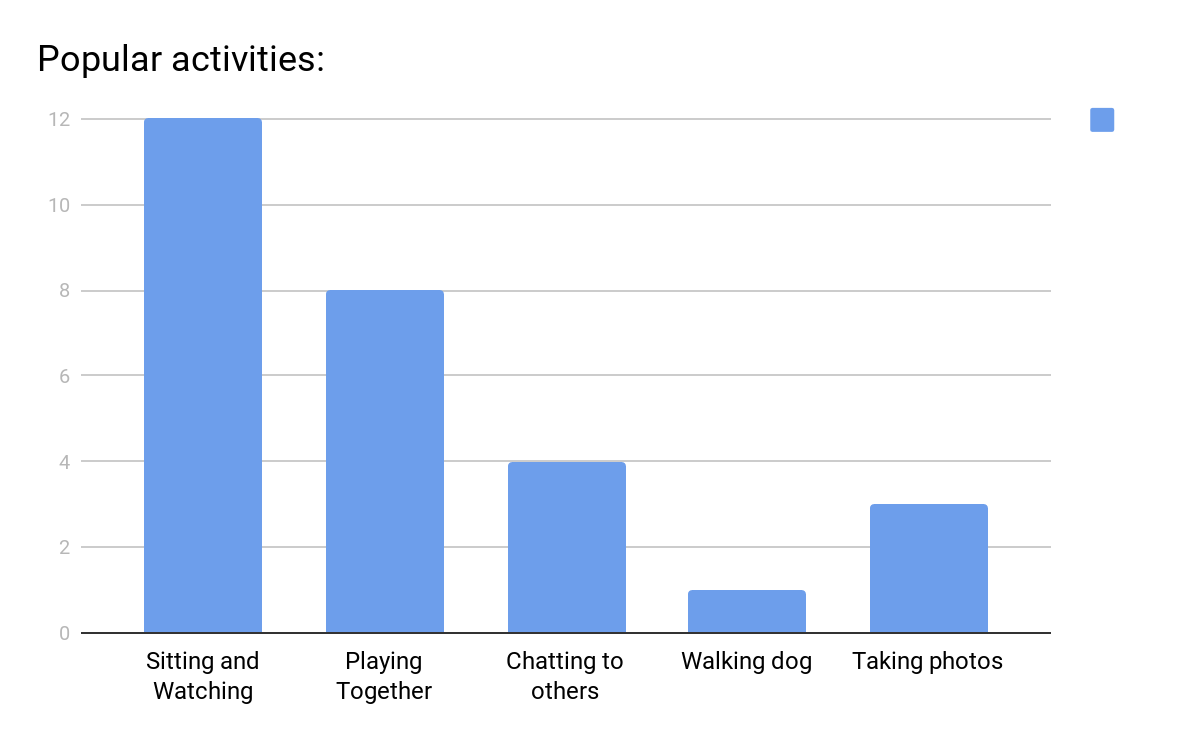 Popular activities:
12
10
8
6
4
2
0
Sitting and
Watching
Playing
Together
Chatting to
others
Walking dog
Taking photos